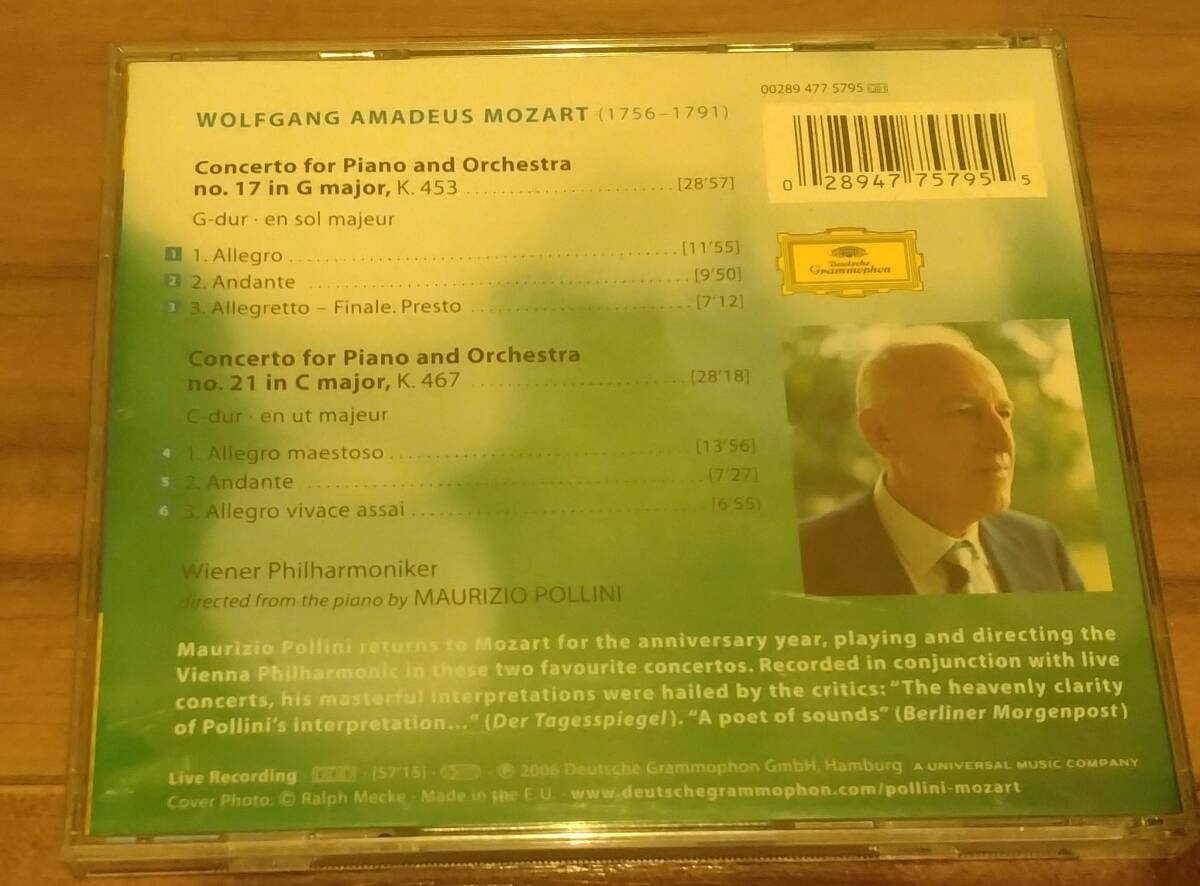 00289 477 5795 GH
WOLFGANG AMADEUS MOZART (1756–1791)
0 28947 75795 5
Concerto for Piano and Orchestra
no. 17 in G major, K. 453 [28'57]
G-dur · en sol majeur
1 1. Allegro [11'55]
2 2. Andante [9'50]
3 3. Allegretto – Finale. Presto [7'12]
Deutsche
Grammophon
Concerto for Piano and Orchestra
no. 21 in C major, K. 467 [28'18]
C-dur · en ut majeur
4 1. Allegro maestoso [13'56]
5 2. Andante [7'27]
6 3. Allegro vivace assai [6'55]
Wiener Philharmoniker
directed from the piano by MAURIZIO POLLINI
Maurizio Pollini returns to Mozart for the anniversary year, playing and directing the
Vienna Philharmonic in these two favourite concertos. Recorded in conjunction with live
concerts, his masterful interpretations were hailed by the critics: "The heavenly clarity
of Pollini's interpretation..." (Der Tagesspiegel). "A poet of sounds" (Berliner Morgenpost)
Live Recording · [57'15] · ℗ 2006 Deutsche Grammophon GmbH, Hamburg A UNIVERSAL MUSIC COMPANY
Cover Photo: © Ralph Mecke · Made in the E.U. · www.deutschegrammophon.com/pollini-mozart